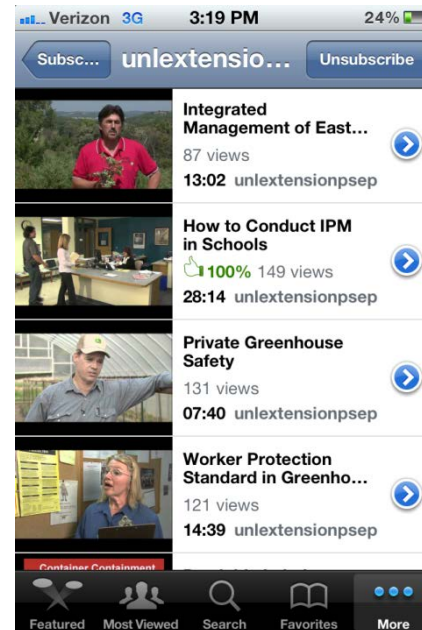 Verizon 3G 3:19 PM 24%
Subsc... unlextensio... Unsubscribe
Integrated
Management of East...
87 views
13:02 unlextensionpsep
How to Conduct IPM
in Schools
100% 149 views
28:14 unlextensionpsep
Private Greenhouse
Safety
131 views
07:40 unlextensionpsep
Worker Protection
Standard in Greenho...
121 views
14:39 unlextensionpsep
Container Containment
Featured Most Viewed Search Favorites More